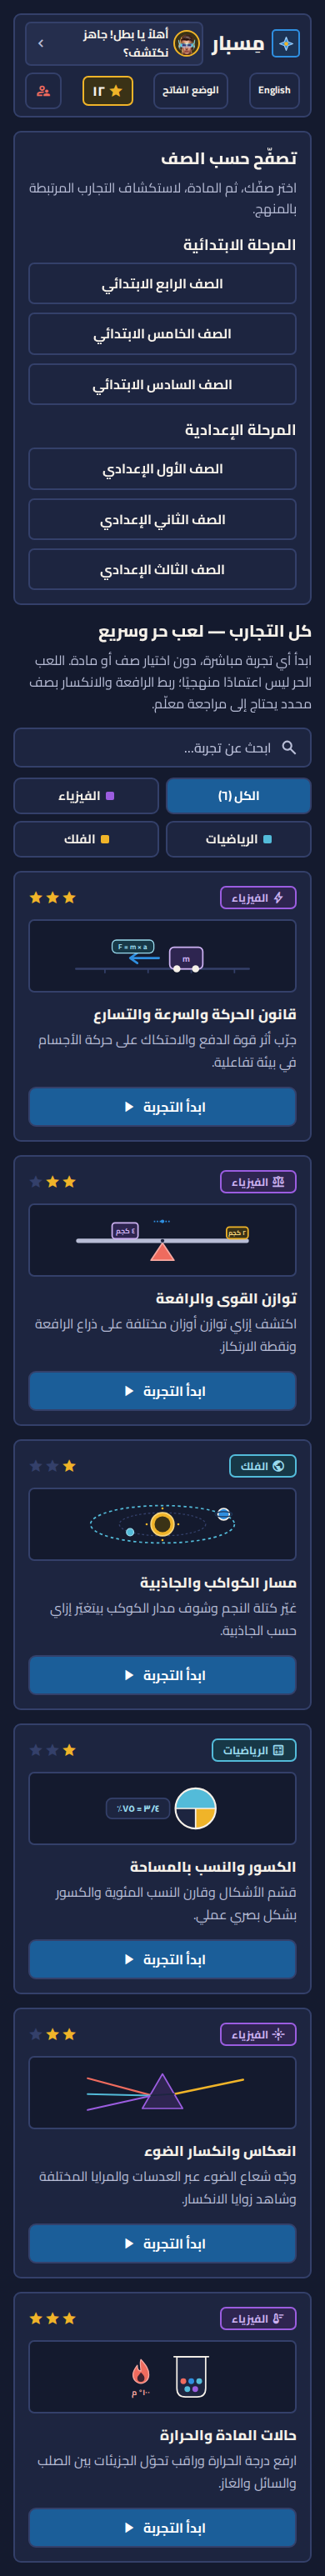 مِسبار
أهلاً يا بطل! جاهز
نكتشف؟
English
الوضع الفاتح
١٢
تصفّح حسب الصف
اختر صفّك، ثم المادة، لاستكشاف التجارب المرتبطة
بالمنهج.
المرحلة الابتدائية
الصف الرابع الابتدائي
الصف الخامس الابتدائي
الصف السادس الابتدائي
المرحلة الإعدادية
الصف الأول الإعدادي
الصف الثاني الإعدادي
الصف الثالث الإعدادي
كل التجارب — لعب حر وسريع
ابدأ أي تجربة مباشرة، دون اختيار صف أو مادة. اللعب
الحر ليس اعتمادًا منهجيًا؛ ربط الرافعة والانكسار بصف
محدد يحتاج إلى مراجعة معلّم.
ابحث عن تجربة...
الكل (٦)
الفيزياء
الرياضيات
الفلك
الفيزياء
F = m × a
m
قانون الحركة والسرعة والتسارع
جرّب أثر قوة الدفع والاحتكاك على حركة الأجسام
في بيئة تفاعلية.
ابدأ التجربة
الفيزياء
٤ كجم
٢ كجم
توازن القوى والرافعة
اكتشف إزاي توازن أوزان مختلفة على ذراع الرافعة
ونقطة الارتكاز.
ابدأ التجربة
الفلك
مسار الكواكب والجاذبية
غيّر كتلة النجم وشوف مدار الكوكب بيتغيّر إزاي
حسب الجاذبية.
ابدأ التجربة
الرياضيات
٣/٤ = ٧٥٪
الكسور والنسب بالمساحة
قسّم الأشكال وقارن النسب المئوية والكسور
بشكل بصري عملي.
ابدأ التجربة
الفيزياء
انعكاس وانكسار الضوء
وجّه شعاع الضوء عبر العدسات والمرايا المختلفة
وشاهد زوايا الانكسار.
ابدأ التجربة
الفيزياء
حالات المادة والحرارة
ارفع درجة الحرارة وراقب تحوّل الجزيئات بين الصلب
والسائل والغاز.
ابدأ التجربة